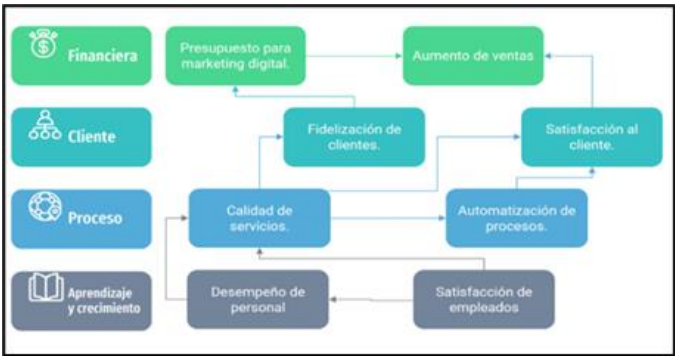 Financiera
Presupuesto para
marketing digital.
Aumento de ventas
Cliente
Fidelización de
clientes.
Satisfacción al
cliente.
Proceso
Calidad de
servicios.
Automatización de
procesos.
Aprendizaje
y crecimiento
Desempeño de
personal
Satisfacción de
empleados